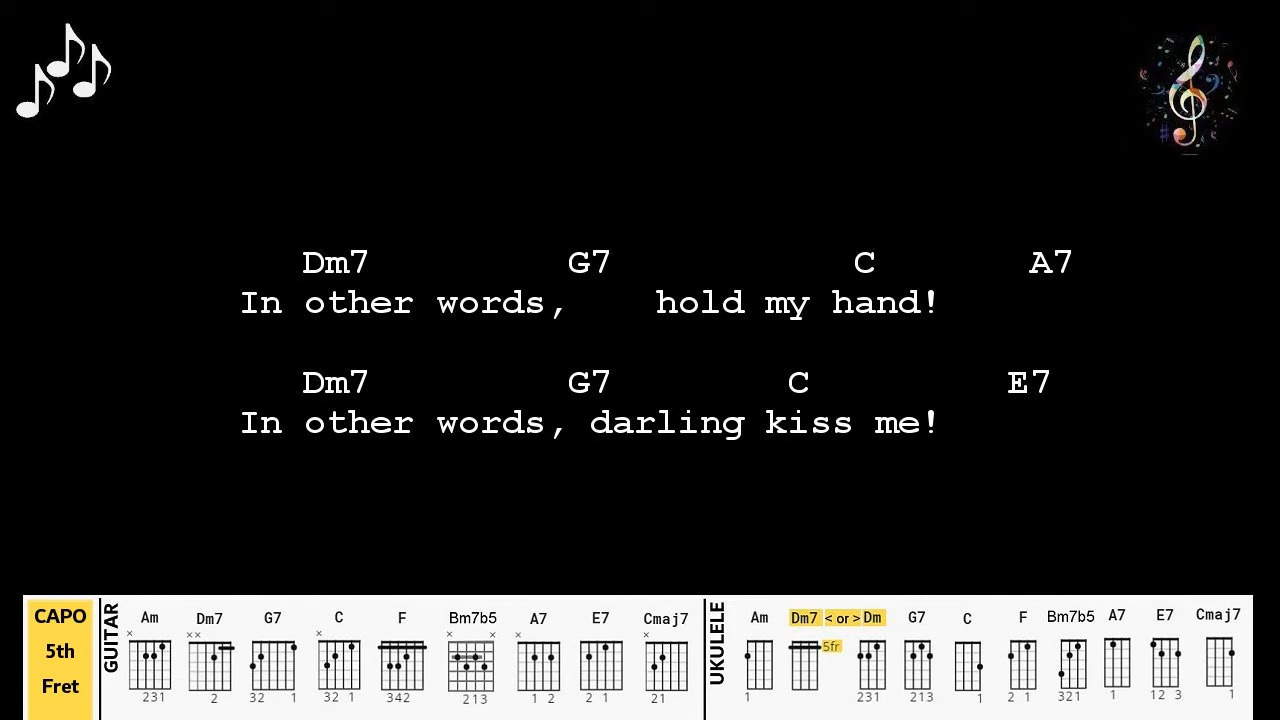 Dm7 G7 C A7
In other words, hold my hand!
Dm7 G7 C E7
In other words, darling kiss me!
CAPO
5th
Fret
GUITAR
Am Dm7 G7 C F Bm7b5 A7 E7 Cmaj7
× ×× × × × × ×
231 2 32 1 32 1 342 213 1 2 2 1 21
UKULELE
Am Dm7 < or > Dm G7 C F Bm7b5 A7 E7 Cmaj7
5fr
1 231 213 1 2 1 321 1 12 3 1